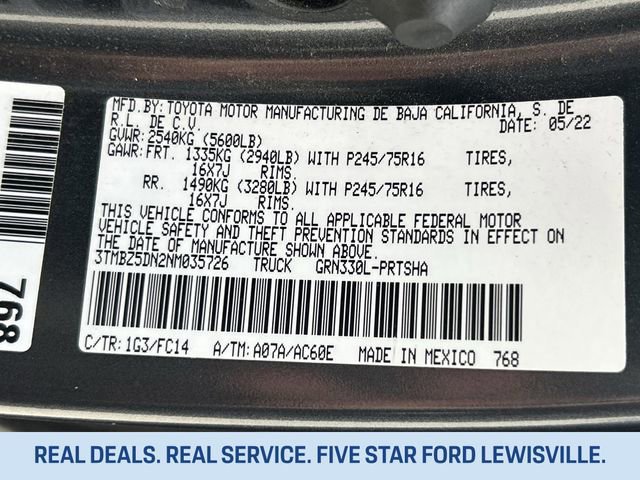 MFD.BY:TOYOTA MOTOR MANUFACTURING DE BAJA CALIFORNIA, S. DE
R.L. DE C.V. DATE: 05/22
GVWR: 2540KG (5600LB)
GAWR: FRT. 1335KG (2940LB) WITH P245/75R16 TIRES,
16X7J RIMS.
RR. 1490KG (3280LB) WITH P245/75R16 TIRES,
16X7J RIMS.
THIS VEHICLE CONFORMS TO ALL APPLICABLE FEDERAL MOTOR
VEHICLE SAFETY AND THEFT PREVENTION STANDARDS IN EFFECT ON
THE DATE OF MANUFACTURE SHOWN ABOVE.
3TMBZ5DN2NM035726 TRUCK GRN330L-PRTSHA
C/TR: 1G3/FC14 A/TM: A07A/AC60E MADE IN MEXICO 768
768
REAL DEALS. REAL SERVICE. FIVE STAR FORD LEWISVILLE.